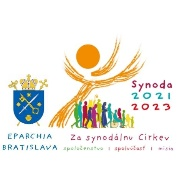 Synoda
2021
2023
EPARCHIA
BRATISLAVA
Za synodálnu Cirkev
spoločenstvo | spoluúčasť | misia